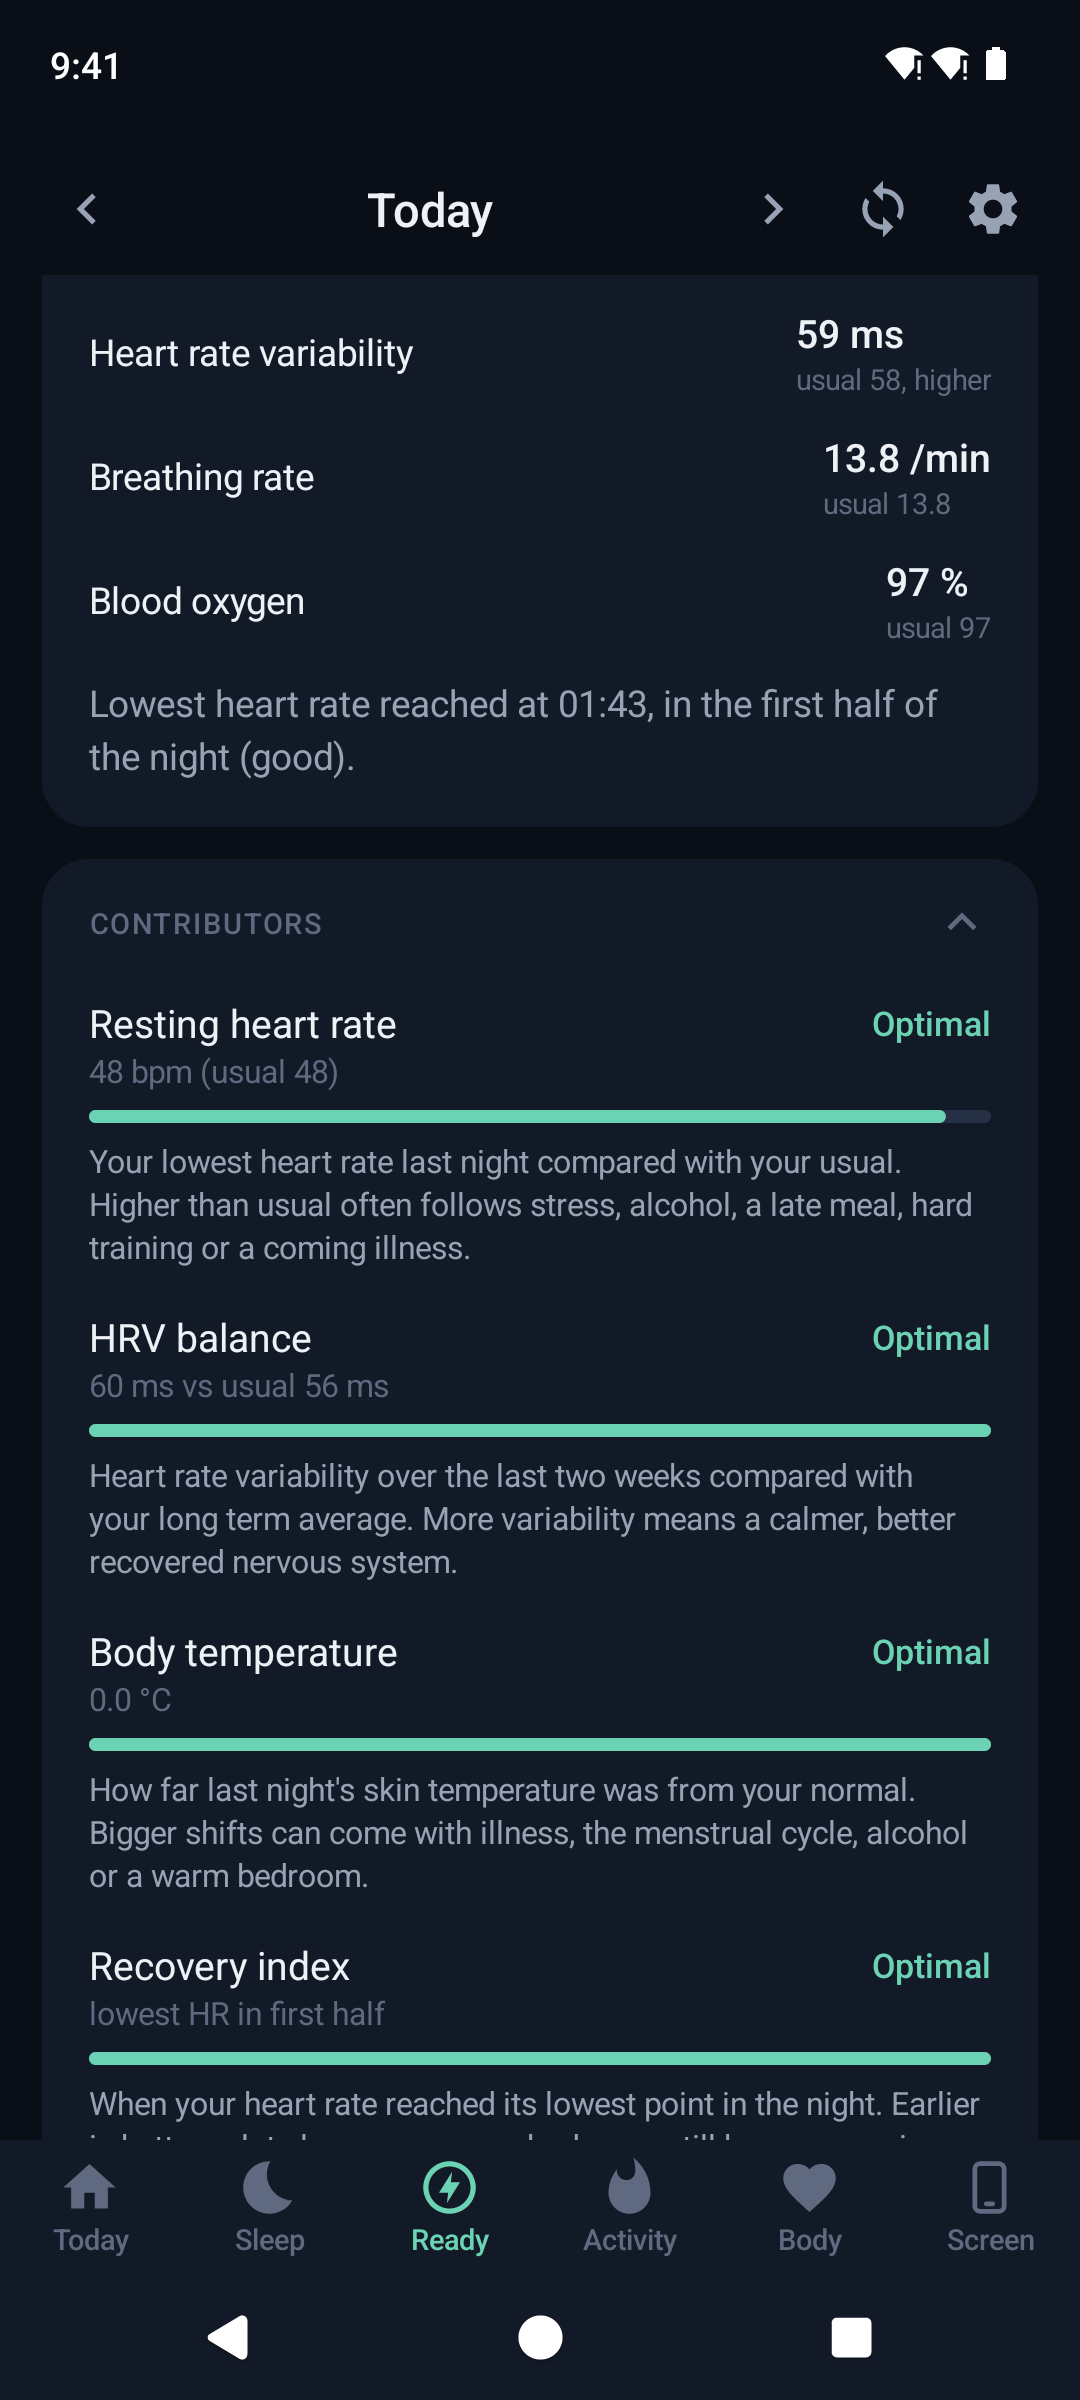 9:41
Today
Heart rate variability
59 ms
usual 58, higher
Breathing rate
13.8 /min
usual 13.8
Blood oxygen
97 %
usual 97
Lowest heart rate reached at 01:43, in the first half of
the night (good).
CONTRIBUTORS
Resting heart rate
Optimal
48 bpm (usual 48)
Your lowest heart rate last night compared with your usual.
Higher than usual often follows stress, alcohol, a late meal, hard
training or a coming illness.
HRV balance
Optimal
60 ms vs usual 56 ms
Heart rate variability over the last two weeks compared with
your long term average. More variability means a calmer, better
recovered nervous system.
Body temperature
Optimal
0.0 °C
How far last night's skin temperature was from your normal.
Bigger shifts can come with illness, the menstrual cycle, alcohol
or a warm bedroom.
Recovery index
Optimal
lowest HR in first half
When your heart rate reached its lowest point in the night. Earlier
Today
Sleep
Ready
Activity
Body
Screen